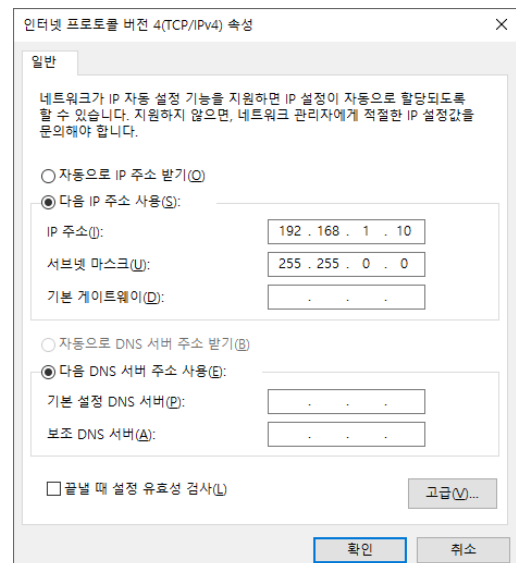 인터넷 프로토콜 버전 4(TCP/IPv4) 속성
일반
네트워크가 IP 자동 설정 기능을 지원하면 IP 설정이 자동으로 할당되도록
할 수 있습니다. 지원하지 않으면, 네트워크 관리자에게 적절한 IP 설정값을
문의해야 합니다.
자동으로 IP 주소 받기(O)
다음 IP 주소 사용(S):
IP 주소(I): 192 . 168 . 1 . 10
서브넷 마스크(U): 255 . 255 . 0 . 0
기본 게이트웨이(D): . . .
자동으로 DNS 서버 주소 받기(B)
다음 DNS 서버 주소 사용(E):
기본 설정 DNS 서버(P): . . .
보조 DNS 서버(A): . . .
끝낼 때 설정 유효성 검사(L)
고급(V)...
확인 취소